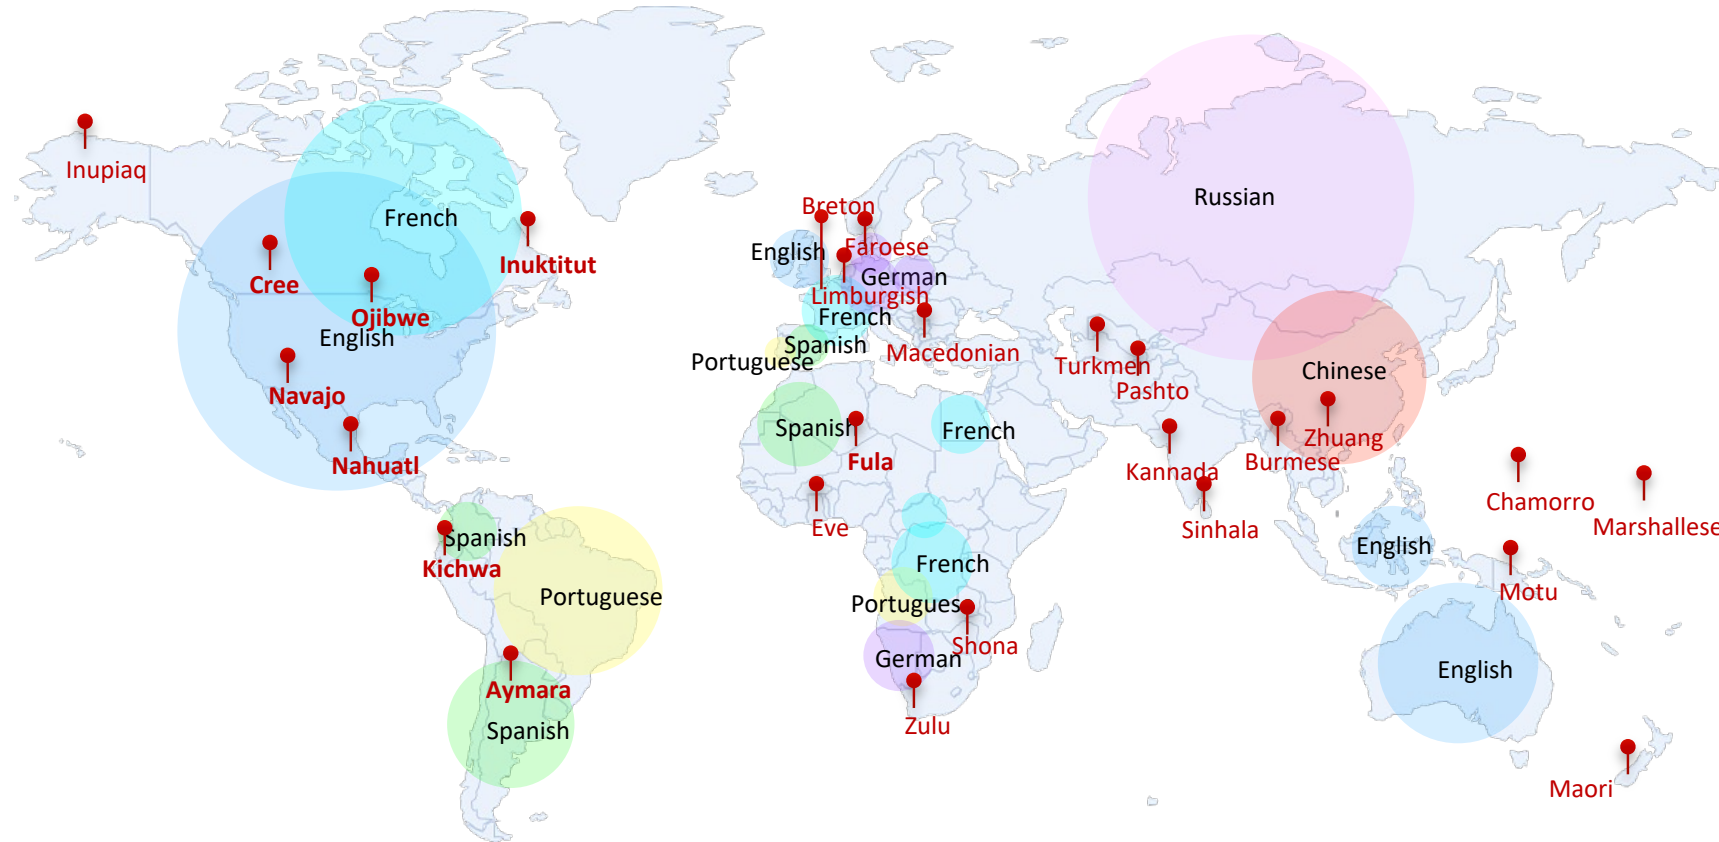 Inupiaq
French
Cree
Inuktitut
Ojibwe
English
Navajo
Nahuatl
Spanish
Kichwa
Portuguese
Aymara
Spanish
Breton
English
Faroese
German
Limburgish
French
Spanish
Portuguese
Macedonian
Spanish
French
Fula
Eve
French
Portugues
Shona
German
Zulu
Russian
Turkmen
Pashto
Chinese
Zhuang
Kannada
Burmese
Sinhala
Chamorro
Marshallese
English
Motu
English
Maori